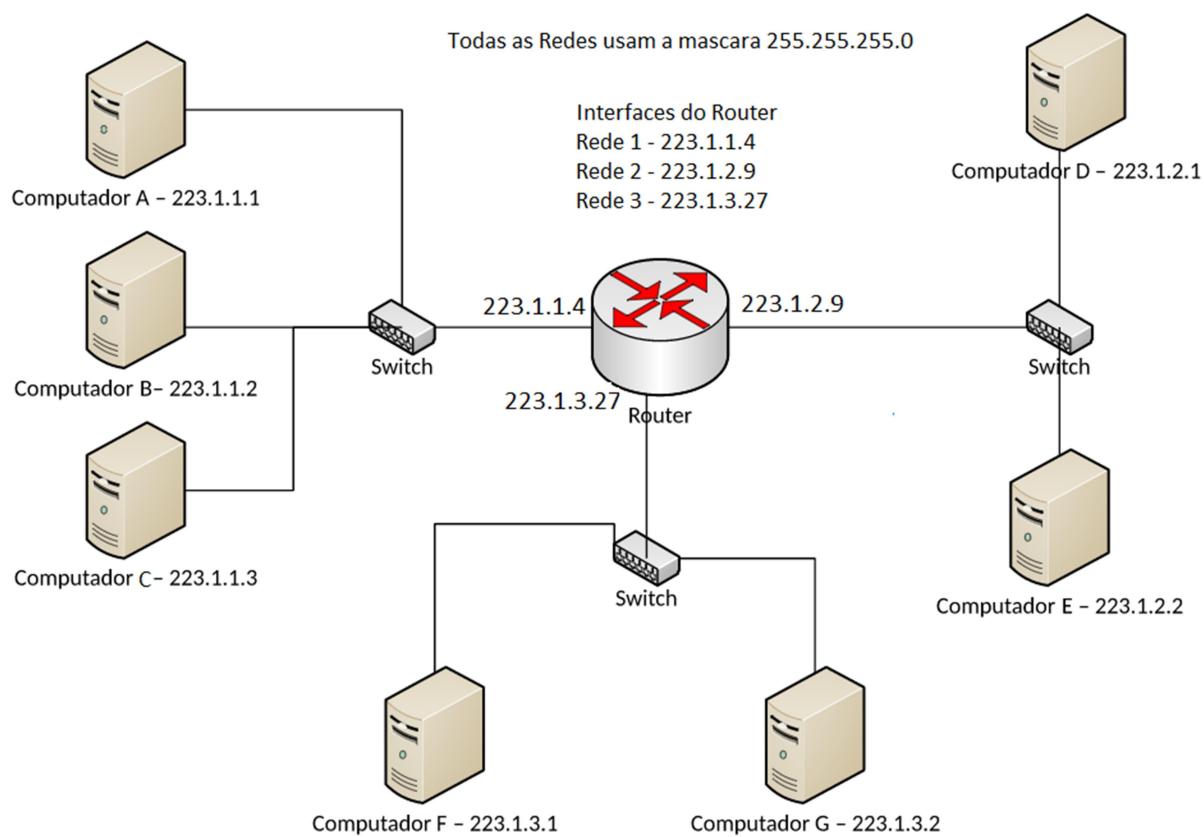 Todas as Redes usam a mascara 255.255.255.0
Interfaces do Router
Rede 1 - 223.1.1.4
Rede 2 - 223.1.2.9
Rede 3 - 223.1.3.27
Computador A – 223.1.1.1
Computador D – 223.1.2.1
223.1.1.4
223.1.2.9
Switch
Switch
Computador B– 223.1.1.2
223.1.3.27
Router
Computador C– 223.1.1.3
Switch
Computador E – 223.1.2.2
Computador F – 223.1.3.1
Computador G – 223.1.3.2